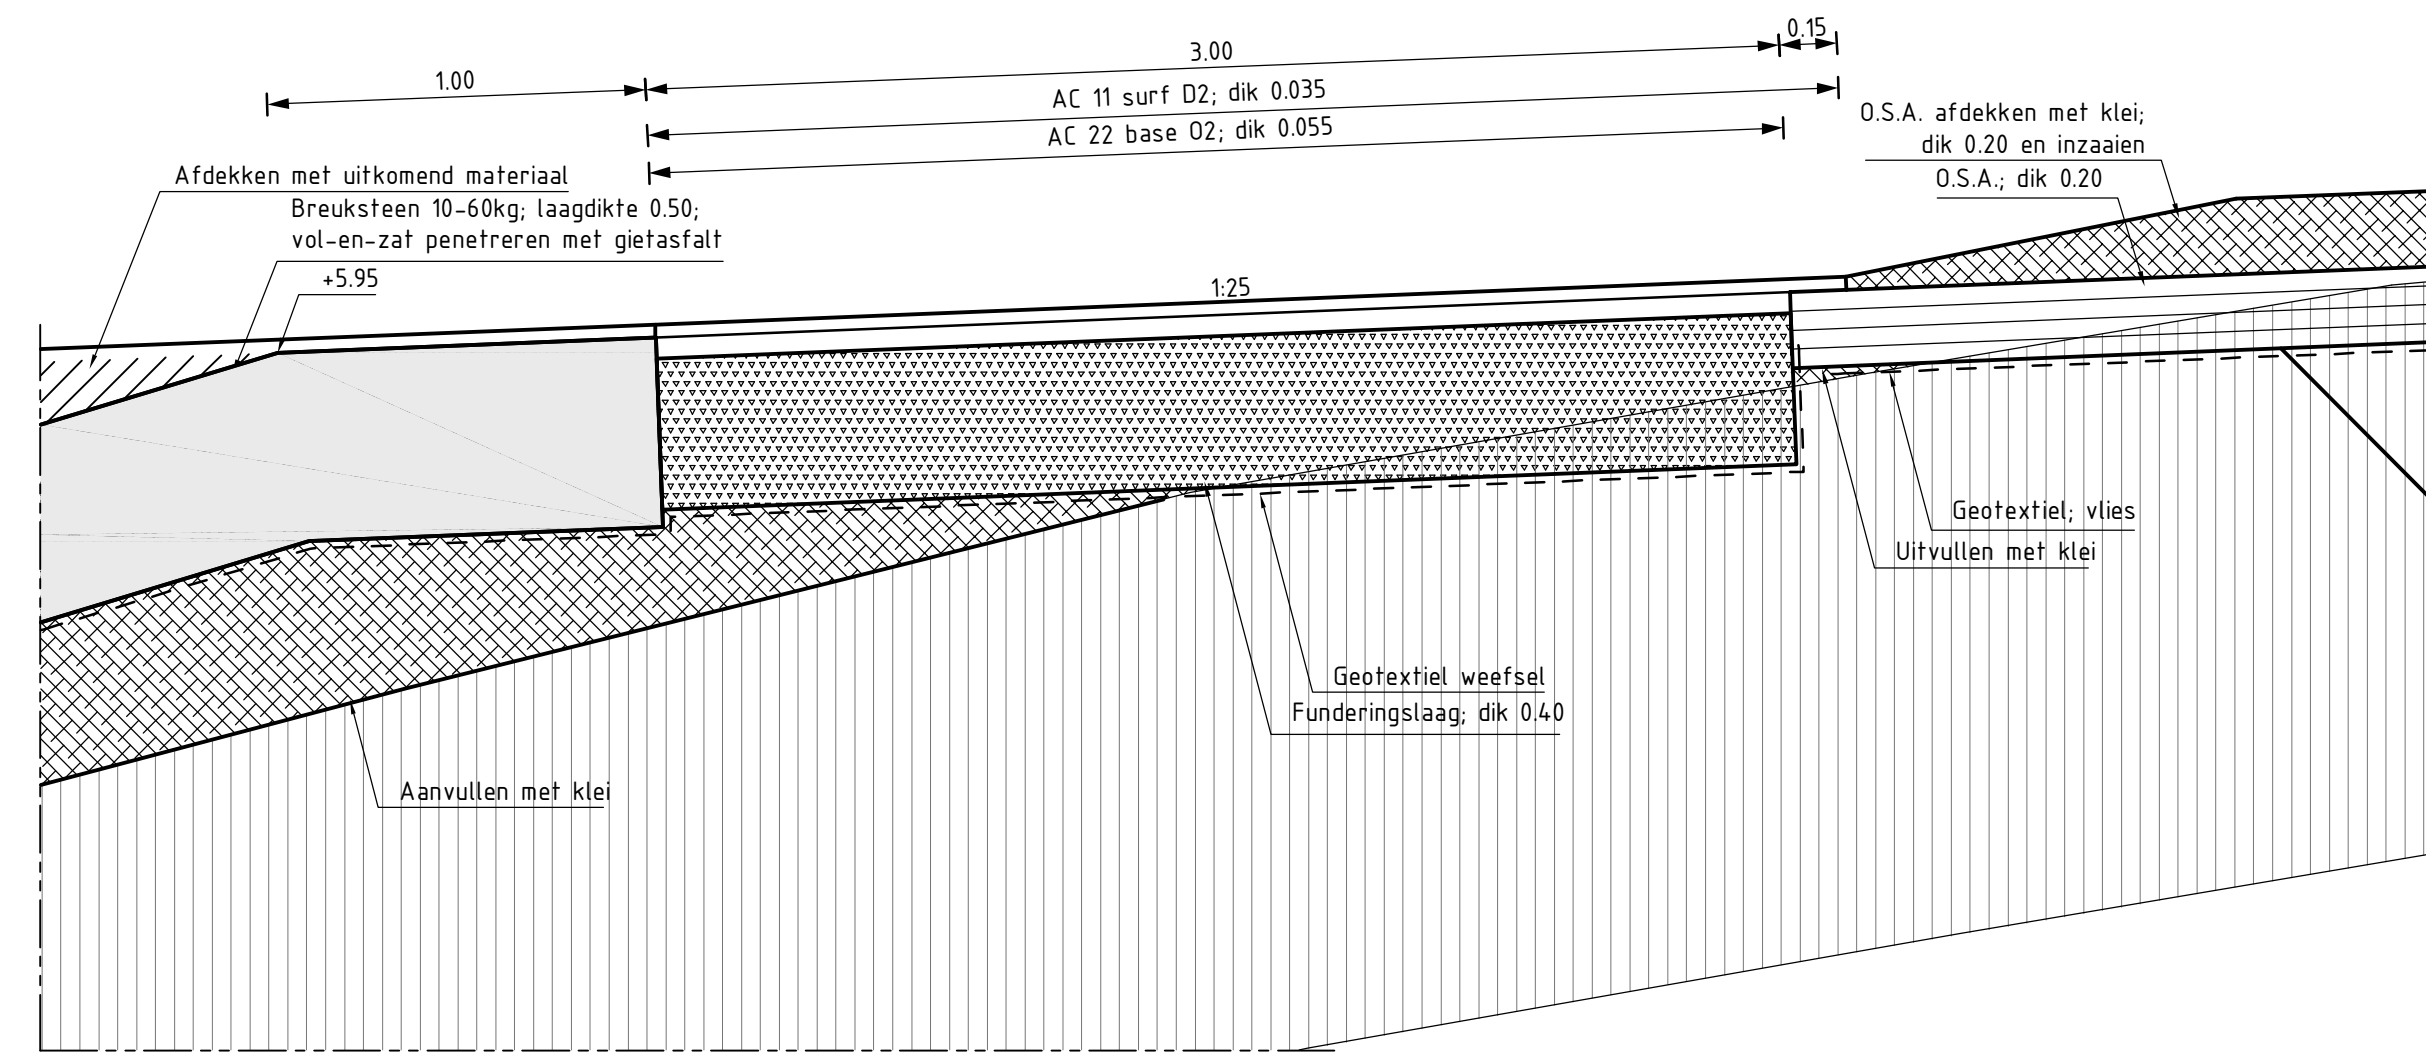 0.15
3.00
1.00
AC 11 surf D2; dik 0.035
AC 22 base O2; dik 0.055
O.S.A. afdekken met klei;
dik 0.20 en inzaaien
O.S.A.; dik 0.20
Afdekken met uitkomend materiaal
Breuksteen 10-60kg; laagdikte 0.50;
vol-en-zat penetreren met gietasfalt
+5.95
1:25
Geotextiel; vlies
Uitvullen met klei
Geotextiel weefsel
Funderingslaag; dik 0.40
Aanvullen met klei